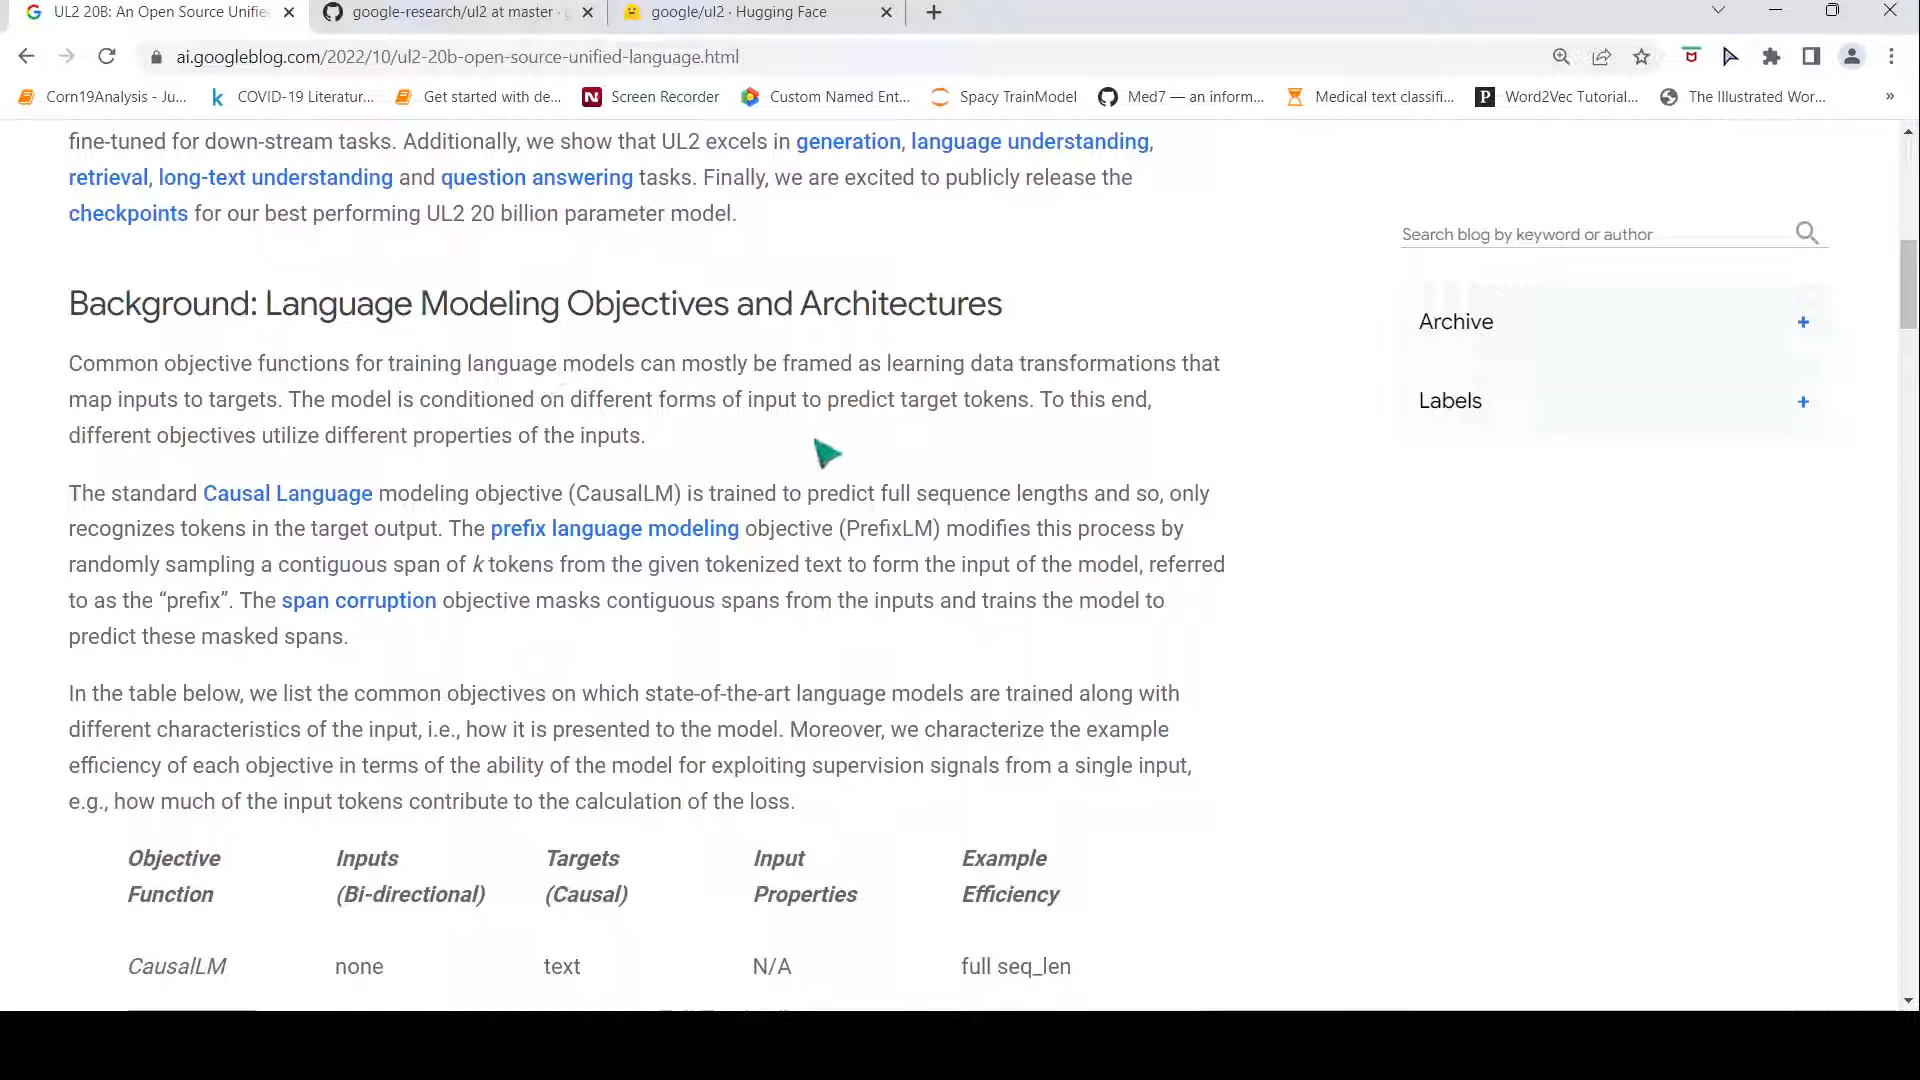 UL2 20B: An Open Source Unifie
google-research/ul2 at master ·
google/ul2 · Hugging Face
ai.googleblog.com/2022/10/ul2-20b-open-source-unified-language.html
Corn19Analysis - Ju...
COVID-19 Literatur...
Get started with de...
Screen Recorder
Custom Named Ent...
Spacy TrainModel
Med7 — an inform...
Medical text classifi...
Word2Vec Tutorial...
The Illustrated Wor...
»
fine-tuned for down-stream tasks. Additionally, we show that UL2 excels in generation, language understanding,
retrieval, long-text understanding and question answering tasks. Finally, we are excited to publicly release the
checkpoints for our best performing UL2 20 billion parameter model.
Search blog by keyword or author
Archive
+
Labels
+
Background: Language Modeling Objectives and Architectures
Common objective functions for training language models can mostly be framed as learning data transformations that
map inputs to targets. The model is conditioned on different forms of input to predict target tokens. To this end,
different objectives utilize different properties of the inputs.
The standard Causal Language modeling objective (CausalLM) is trained to predict full sequence lengths and so, only
recognizes tokens in the target output. The prefix language modeling objective (PrefixLM) modifies this process by
randomly sampling a contiguous span of k tokens from the given tokenized text to form the input of the model, referred
to as the “prefix”. The span corruption objective masks contiguous spans from the inputs and trains the model to
predict these masked spans.
In the table below, we list the common objectives on which state-of-the-art language models are trained along with
different characteristics of the input, i.e., how it is presented to the model. Moreover, we characterize the example
efficiency of each objective in terms of the ability of the model for exploiting supervision signals from a single input,
e.g., how much of the input tokens contribute to the calculation of the loss.
Objective Inputs Targets Input Example
Function (Bi-directional) (Causal) Properties Efficiency
CausalLM none text N/A full seq_len